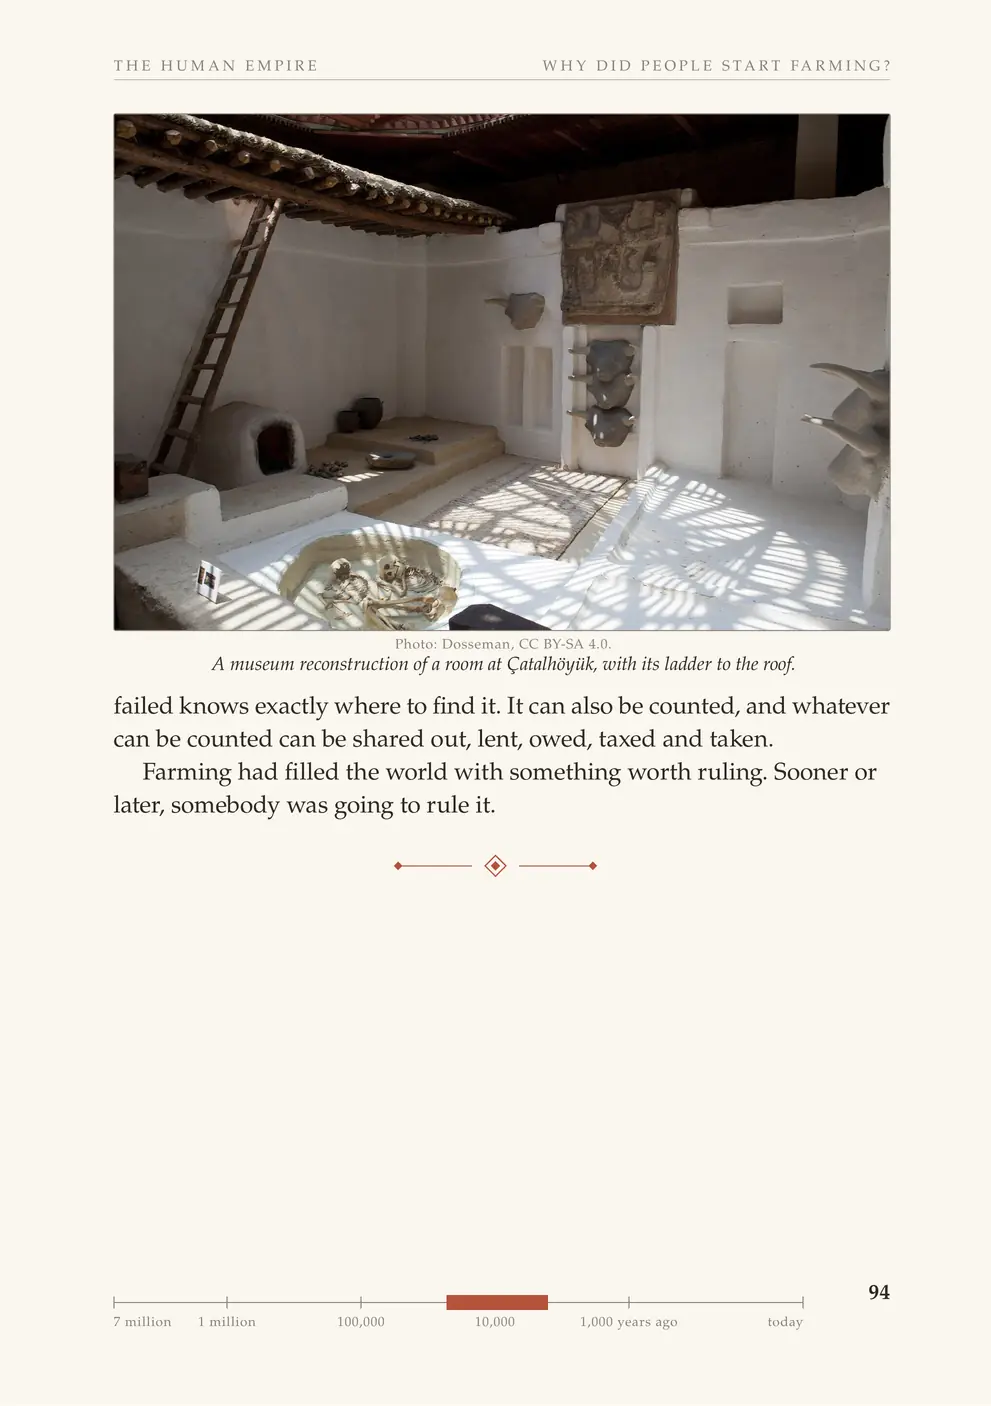 THE HUMAN EMPIRE
WHY DID PEOPLE START FARMING?
Photo: Dosseman, CC BY-SA 4.0.
A museum reconstruction of a room at Çatalhöyük, with its ladder to the roof.
failed knows exactly where to find it. It can also be counted, and whatever
can be counted can be shared out, lent, owed, taxed and taken.
Farming had filled the world with something worth ruling. Sooner or
later, somebody was going to rule it.
94
7 million 1 million 100,000 10,000 1,000 years ago today